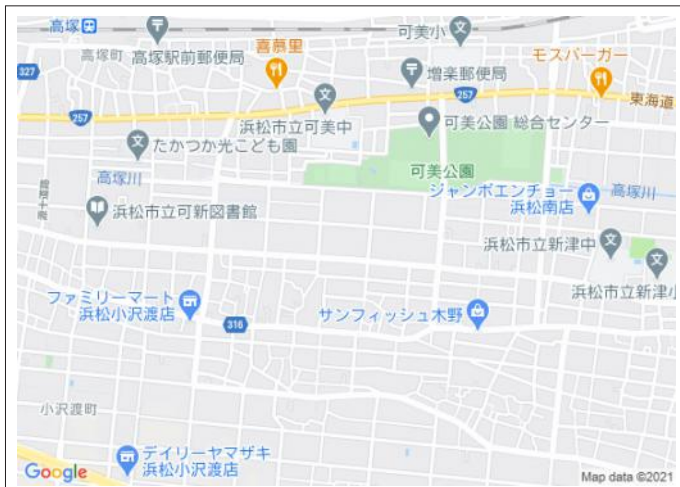 高塚
高塚町
高塚駅前郵便局
喜慕里
可美小
増楽郵便局
モスバーガー
327
257
257
東海道
浜松市立可美中
可美公園 総合センター
たかつか光こども園
高塚川
可美公園
ジャンボエンチョー
浜松南店
高塚川
浜松市立可新図書館
浜松市立新津中
浜松市立新津小
ファミリーマート
浜松小沢渡店
316
サンフィッシュ木野
小沢渡町
デイリーヤマザキ
浜松小沢渡店
Google
Map data ©2021